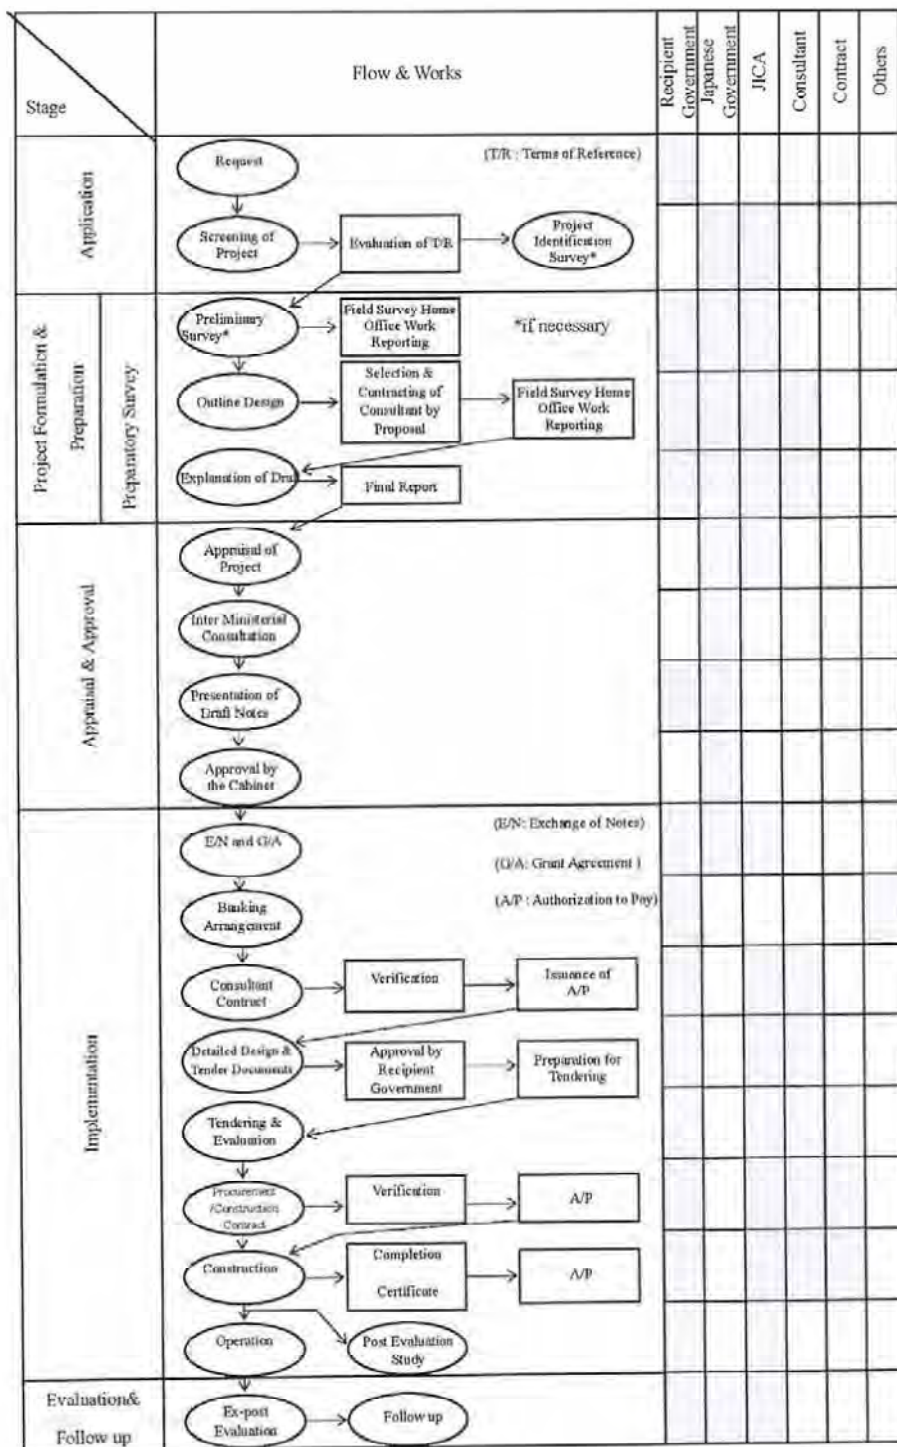 Stage
Flow & Works
Recipient
Government
Japanese
Government
JICA
Consultant
Contract
Others
Application
Request
(T/R : Terms of Reference)
Screening of
Project
Evaluation of T/R
Project
Identification
Survey*
Project Formulation &
Preparation
Preparatory Survey
Preliminary
Survey*
Field Survey Home
Office Work
Reporting
*if necessary
Outline Design
Selection &
Contracting of
Consultant by
Proposal
Field Survey Home
Office Work
Reporting
Explanation of Draft
Final Report
Appraisal & Approval
Appraisal of
Project
Inter Ministerial
Consultation
Presentation of
Draft Notes
Approval by
the Cabinet
Implementation
E/N and G/A
(E/N: Exchange of Notes)
(G/A: Grant Agreement )
(A/P : Authorization to Pay)
Banking
Arrangement
Consultant
Contract
Verification
Issuance of
A/P
Detailed Design &
Tender Documents
Approval by
Recipient
Government
Preparation for
Tendering
Tendering &
Evaluation
Procurement
/Construction
Contract
Verification
A/P
Construction
Completion
Certificate
A/P
Operation
Post Evaluation
Study
Evaluation&
Follow up
Ex-post
Evaluation
Follow up